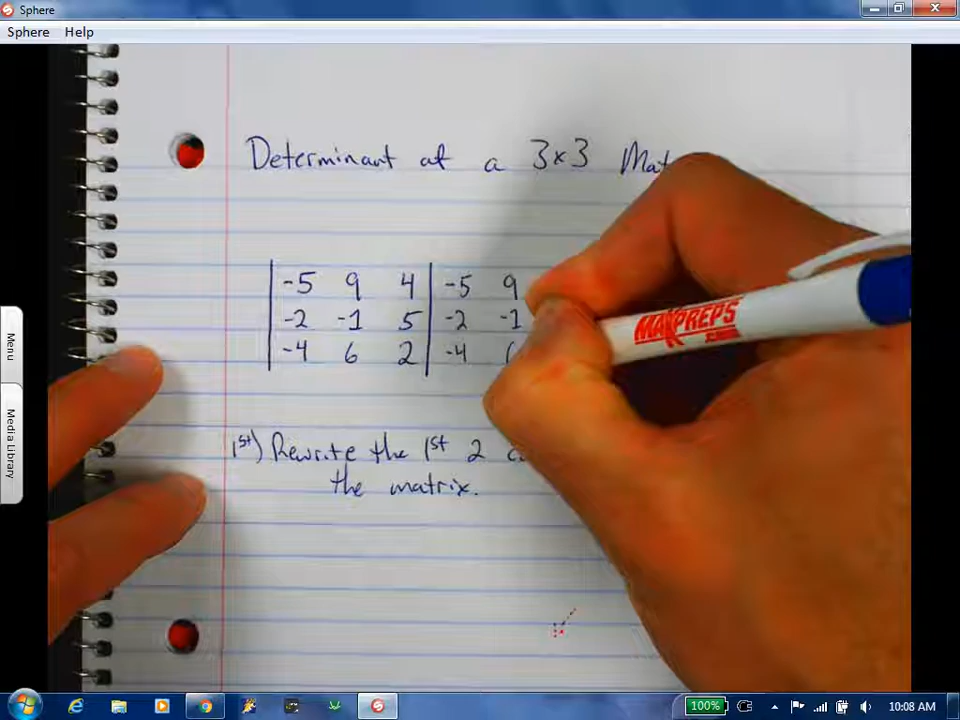 Sphere
Sphere Help
Determinant of a 3x3
| -5 9 4 | -5 9
| -2 -1 5 | -2 -1
| -4 6 2 | -4
MAXPREPS
1st) Rewrite the 1st 2
the matrix.
Menu
Media Library
100%
10:08 AM